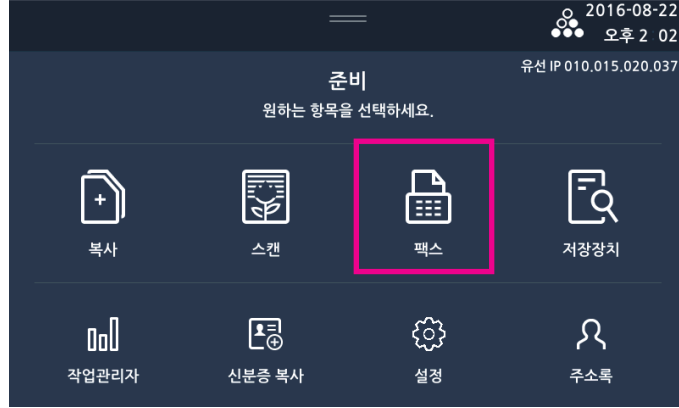 2016-08-22
오후 2 02
유선 IP 010.015.020.037
준비
원하는 항목을 선택하세요.
복사 스캔 팩스 저장장치
작업관리자 신분증 복사 설정 주소록